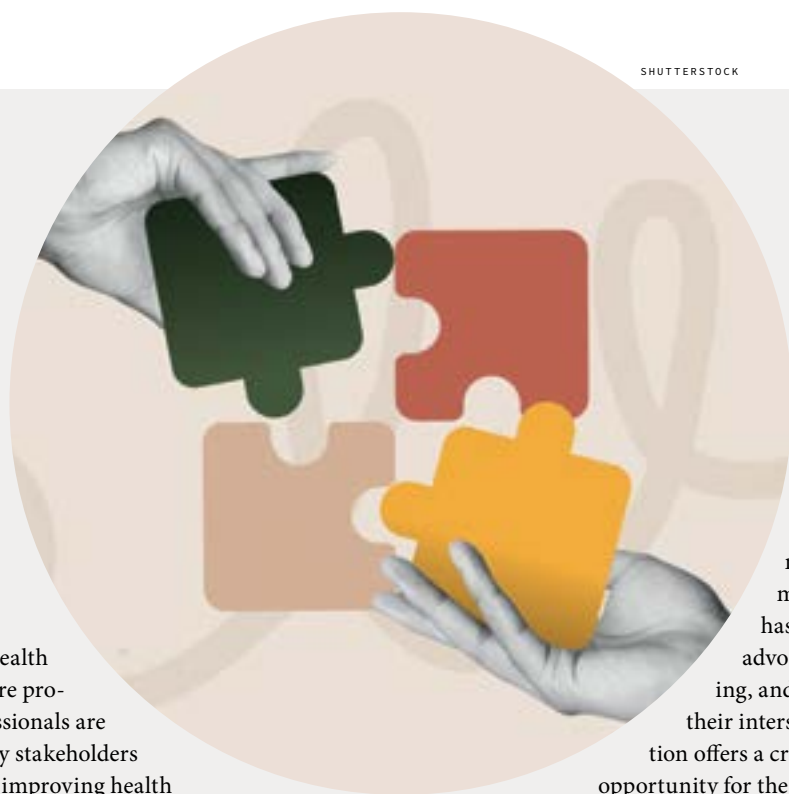 SHUTTERSTOCK
ealth
re pro-
ssionals are
y stakeholders
improving health
has
advo
ing, and
their inters
tion offers a cr
opportunity for the